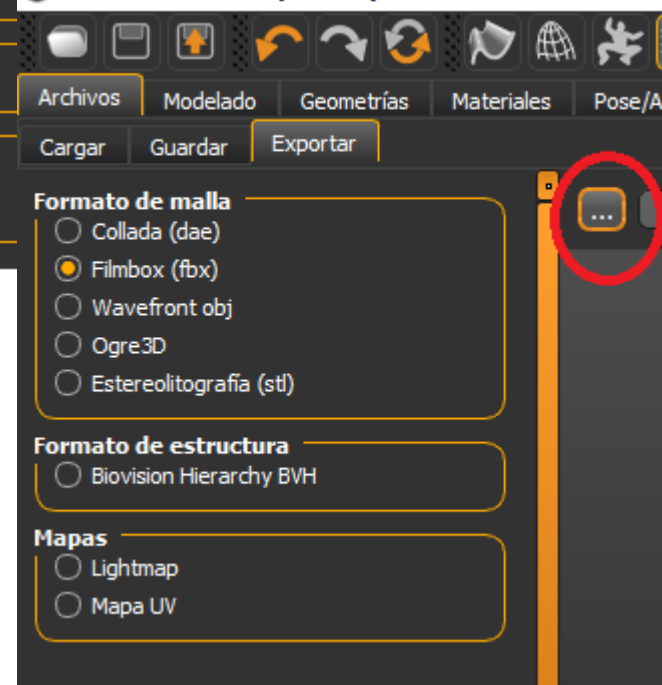 Archivos Modelado Geometrías Materiales Pose/A
Cargar Guardar Exportar
Formato de malla
Collada (dae)
Filmbox (fbx)
Wavefront obj
Ogre3D
Estereolitografía (stl)
...
Formato de estructura
Biovision Hierarchy BVH
Mapas
Lightmap
Mapa UV